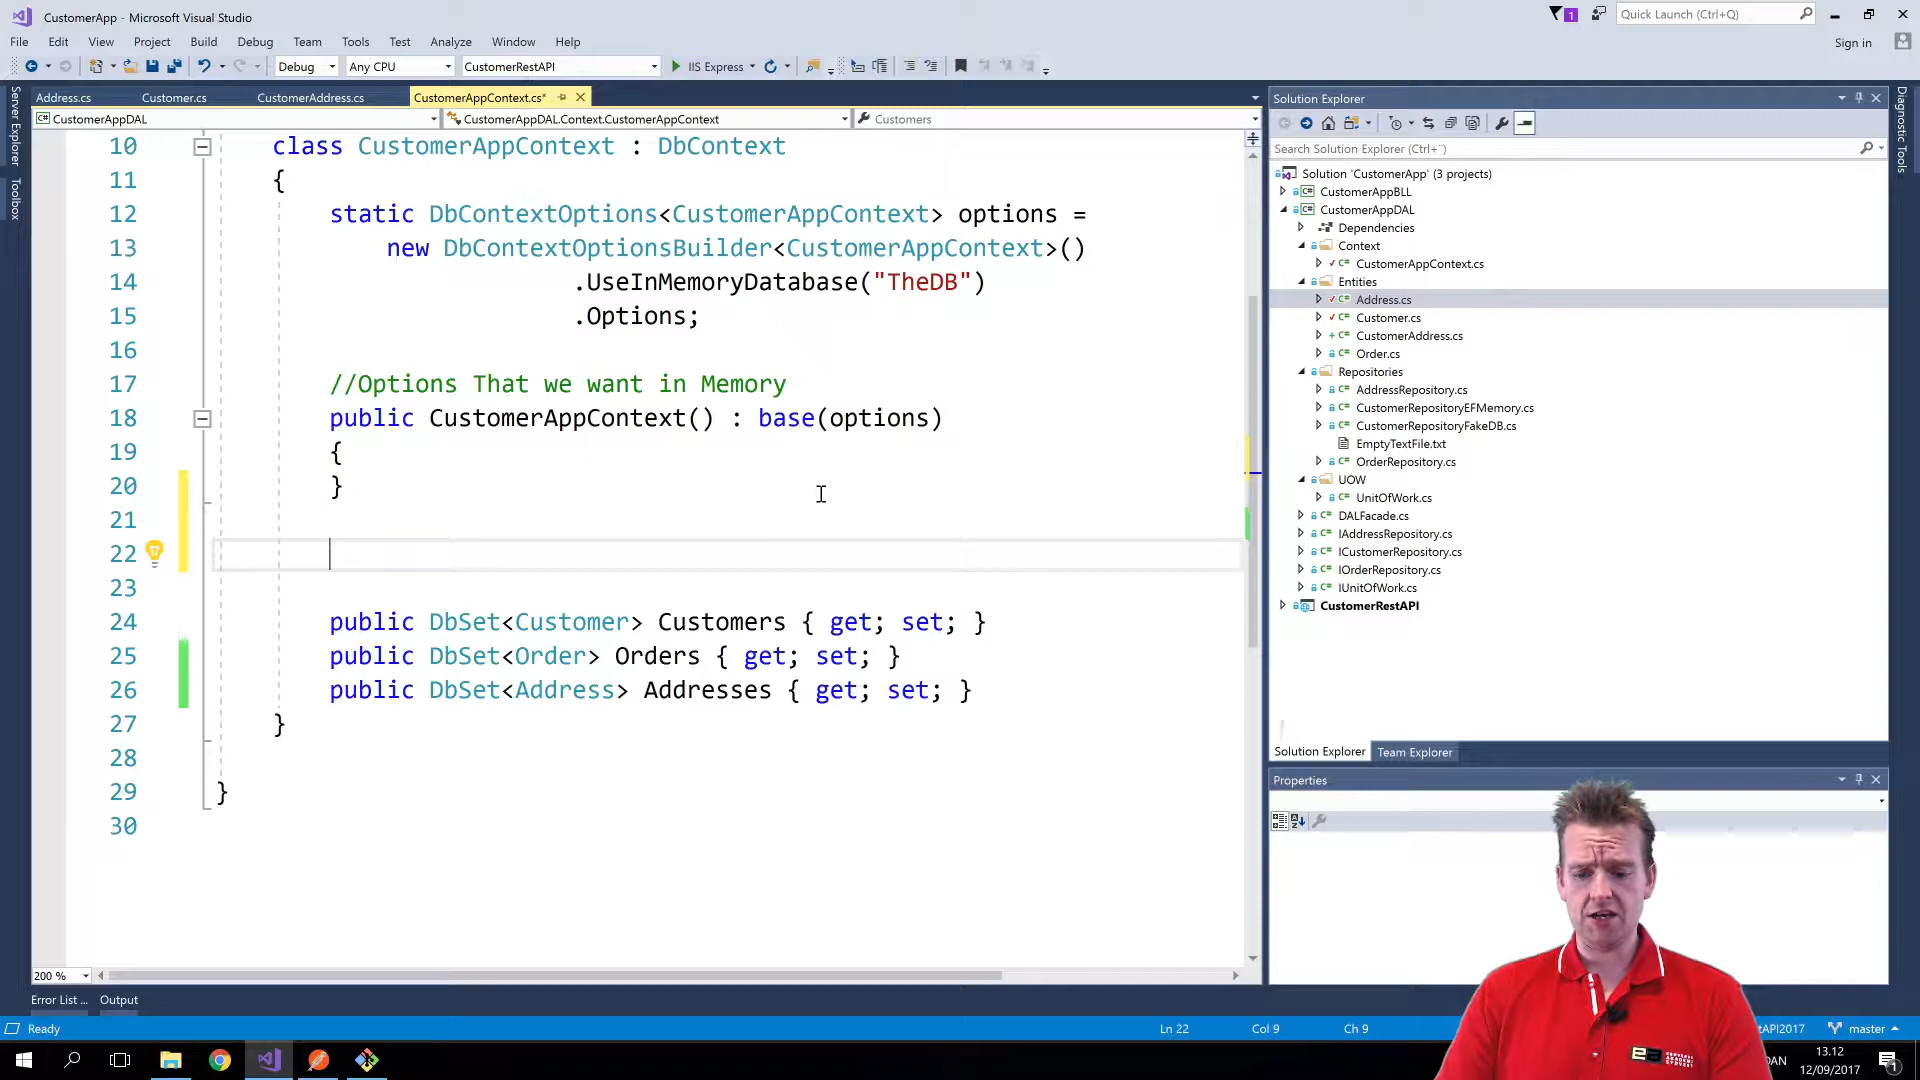 CustomerApp - Microsoft Visual Studio
1
Quick Launch (Ctrl+Q)
File Edit View Project Build Debug Team Tools Test Analyze Window Help
Sign in
Debug Any CPU CustomerRestAPI IIS Express
Server Explorer
Toolbox
Address.cs Customer.cs CustomerAddress.cs CustomerAppContext.cs*
CustomerAppDAL CustomerAppDAL.Context.CustomerAppContext Customers
10 class CustomerAppContext : DbContext
11 {
12 static DbContextOptions<CustomerAppContext> options =
13 new DbContextOptionsBuilder<CustomerAppContext>()
14 .UseInMemoryDatabase("TheDB")
15 .Options;
16
17 //Options That we want in Memory
18 public CustomerAppContext() : base(options)
19 {
20 }
21
22
23
24 public DbSet<Customer> Customers { get; set; }
25 public DbSet<Order> Orders { get; set; }
26 public DbSet<Address> Addresses { get; set; }
27 }
28
29 }
30
200 %
Error List ... Output
Solution Explorer
Search Solution Explorer (Ctrl+¨)
Solution 'CustomerApp' (3 projects)
CustomerAppBLL
CustomerAppDAL
Dependencies
Context
CustomerAppContext.cs
Entities
Address.cs
Customer.cs
CustomerAddress.cs
Order.cs
Repositories
AddressRepository.cs
CustomerRepositoryEFMemory.cs
CustomerRepositoryFakeDB.cs
EmptyTextFile.txt
OrderRepository.cs
UOW
UnitOfWork.cs
DALFacade.cs
IAddressRepository.cs
ICustomerRepository.cs
IOrderRepository.cs
IUnitOfWork.cs
CustomerRestAPI
Solution Explorer Team Explorer
Properties
Diagnostic Tools
Ready Ln 22 Col 9 Ch 9 master
13.12
12/09/2017
1